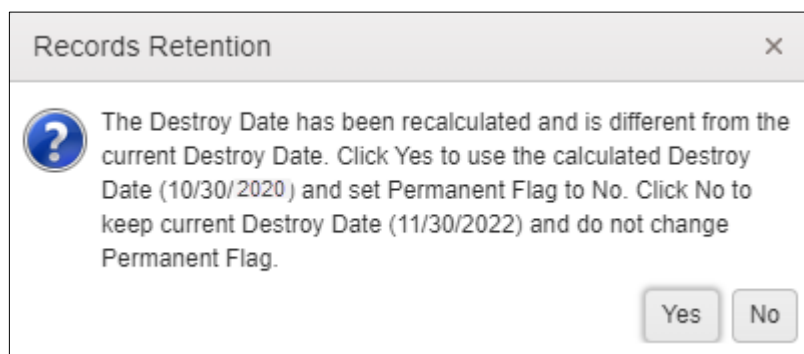 Records Retention ×
The Destroy Date has been recalculated and is different from the
current Destroy Date. Click Yes to use the calculated Destroy
Date (10/30/2020) and set Permanent Flag to No. Click No to
keep current Destroy Date (11/30/2022) and do not change
Permanent Flag.
Yes No